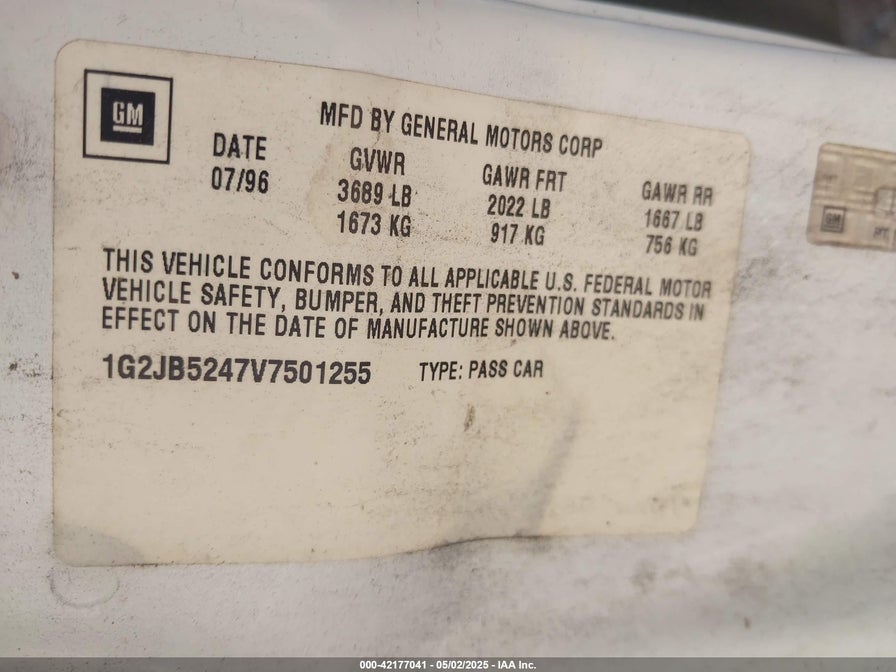 GM
MFD BY GENERAL MOTORS CORP
DATE GVWR GAWR FRT GAWR RR
07/96 3689 LB 2022 LB 1667 LB
1673 KG 917 KG 756 KG
THIS VEHICLE CONFORMS TO ALL APPLICABLE U.S. FEDERAL MOTOR
VEHICLE SAFETY, BUMPER, AND THEFT PREVENTION STANDARDS IN
EFFECT ON THE DATE OF MANUFACTURE SHOWN ABOVE.
1G2JB5247V7501255 TYPE: PASS CAR
GM
000-42177041 - 05/02/2025 - IAA Inc.